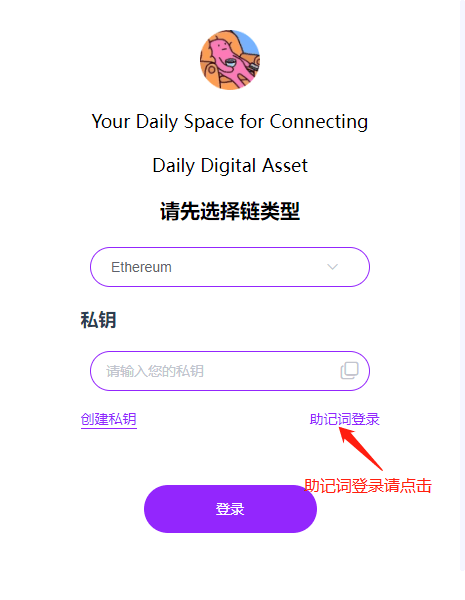 Your Daily Space for Connecting
Daily Digital Asset
请先选择链类型
Ethereum
私钥
请输入您的私钥
创建私钥 助记词登录
助记词登录请点击
登录